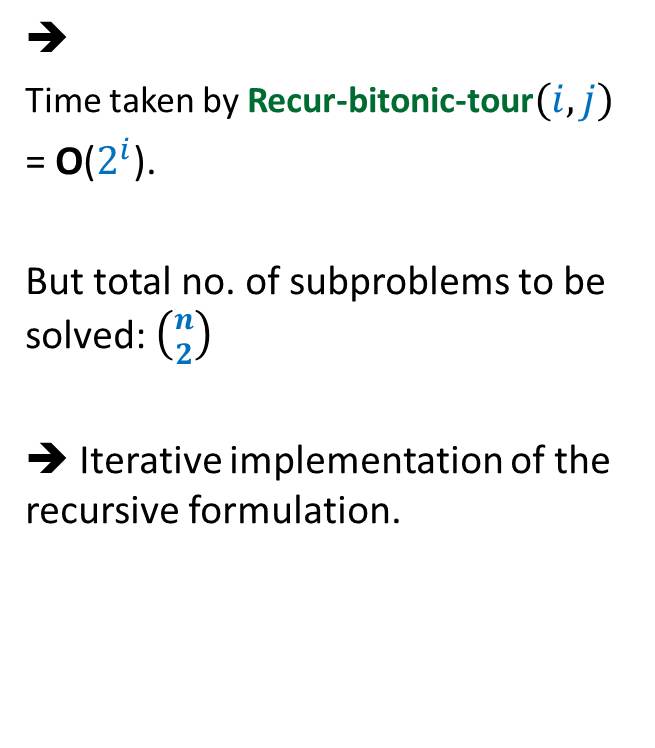 ➔
Time taken by Recur-bitonic-tour(i, j)
= O(2^i).
But total no. of subproblems to be
solved: \binom{n}{2}
➔ Iterative implementation of the
recursive formulation.